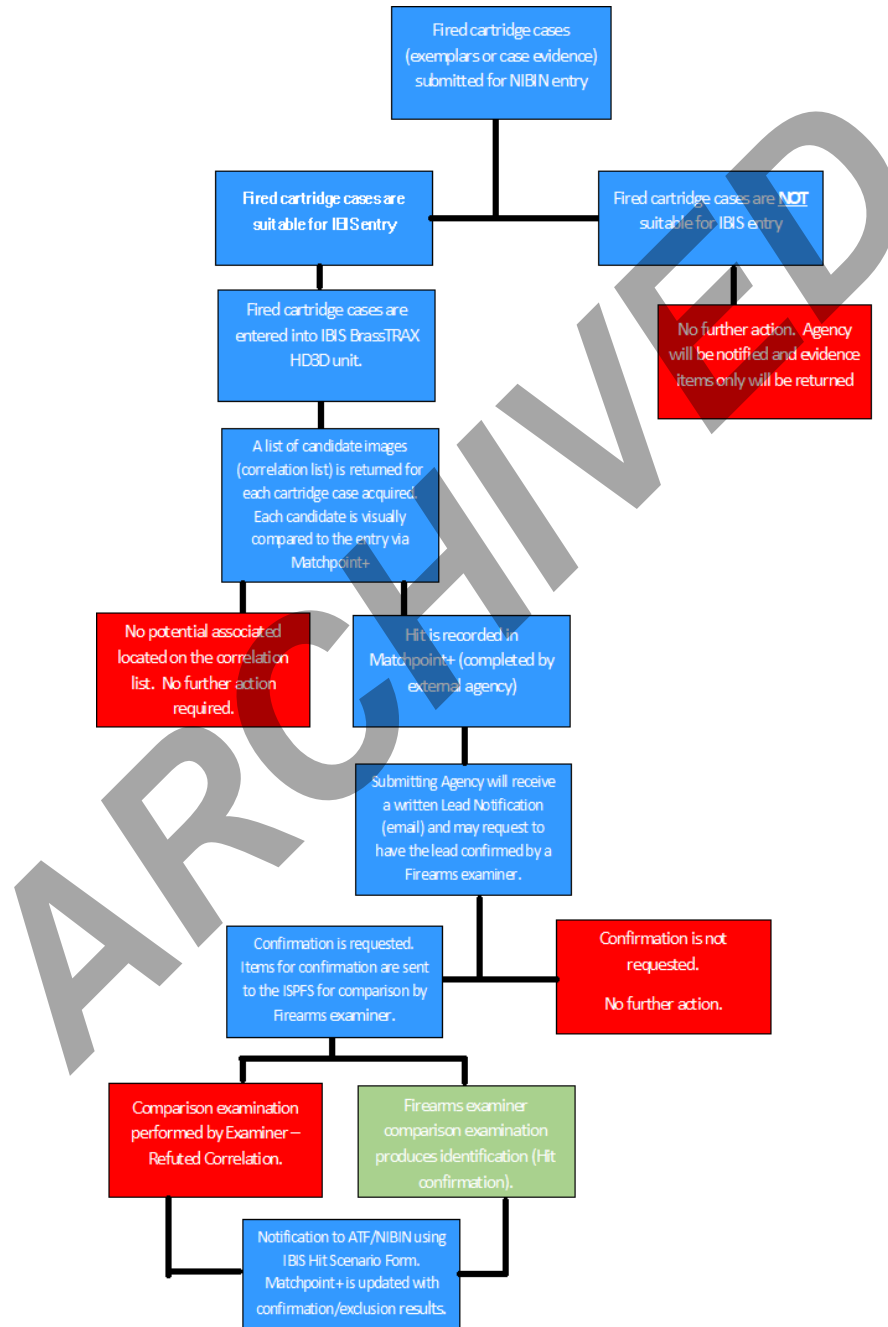 Fired cartridge cases
(exemplars or case evidence)
submitted for NIBIN entry
Fired cartridge cases are
suitable for IBIS entry
Fired cartridge cases are NOT
suitable for IBIS entry
Fired cartridge cases are
entered into IBIS BrassTRAX
HD3D unit.
No further action. Agency
will be notified and evidence
items only will be returned
A list of candidate images
(correlation list) is returned for
each cartridge case acquired.
Each candidate is visually
compared to the entry via
Matchpoint+
No potential associated
located on the correlation
list. No further action
required.
Hit is recorded in
Matchpoint+ (completed by
external agency)
Submitting Agency will receive
a written Lead Notification
(email) and may request to
have the lead confirmed by a
Firearms examiner.
Confirmation is requested.
Items for confirmation are sent
to the ISPFS for comparison by
Firearms examiner.
Confirmation is not
requested.
No further action.
Comparison examination
performed by Examiner –
Refuted Correlation.
Firearms examiner
comparison examination
produces identification (Hit
confirmation).
Notification to ATF/NIBIN using
IBIS Hit Scenario Form.
Matchpoint+ is updated with
confirmation/exclusion results.
ARCHIVED